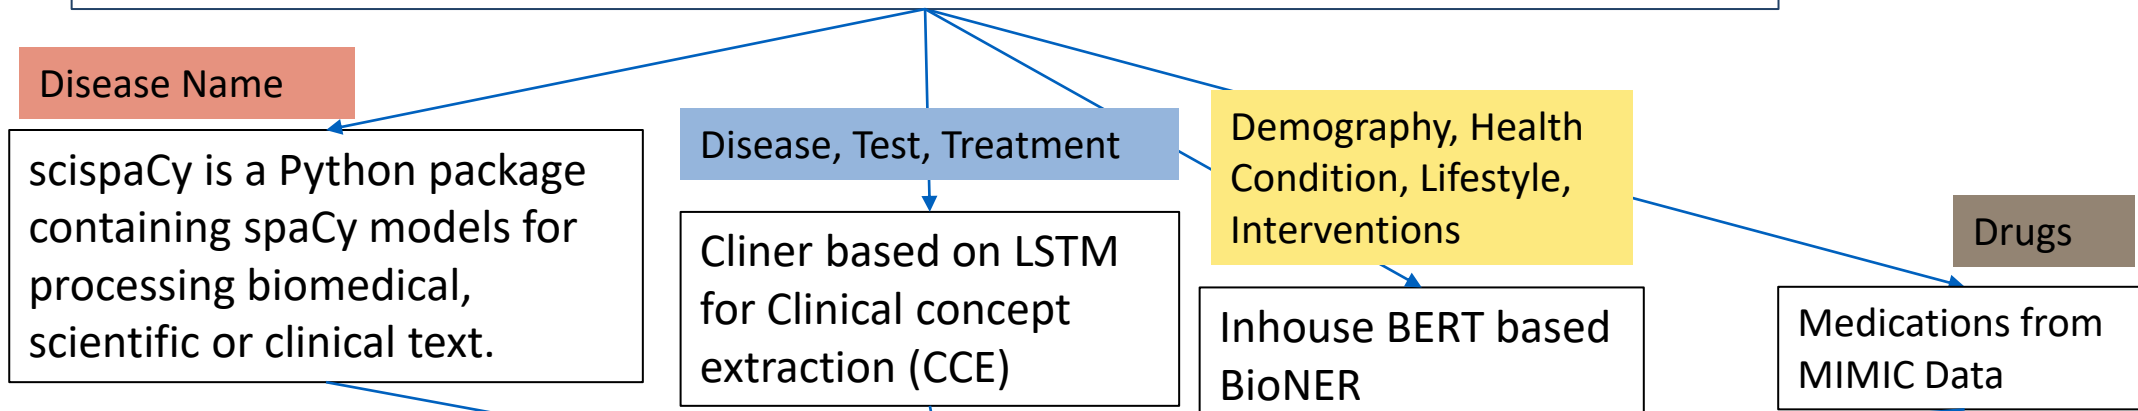 Disease Name
scispaCy is a Python package
containing spaCy models for
processing biomedical,
scientific or clinical text.
Disease, Test, Treatment
Cliner based on LSTM
for Clinical concept
extraction (CCE)
Demography, Health
Condition, Lifestyle,
Interventions
Inhouse BERT based
BioNER
Drugs
Medications from
MIMIC Data